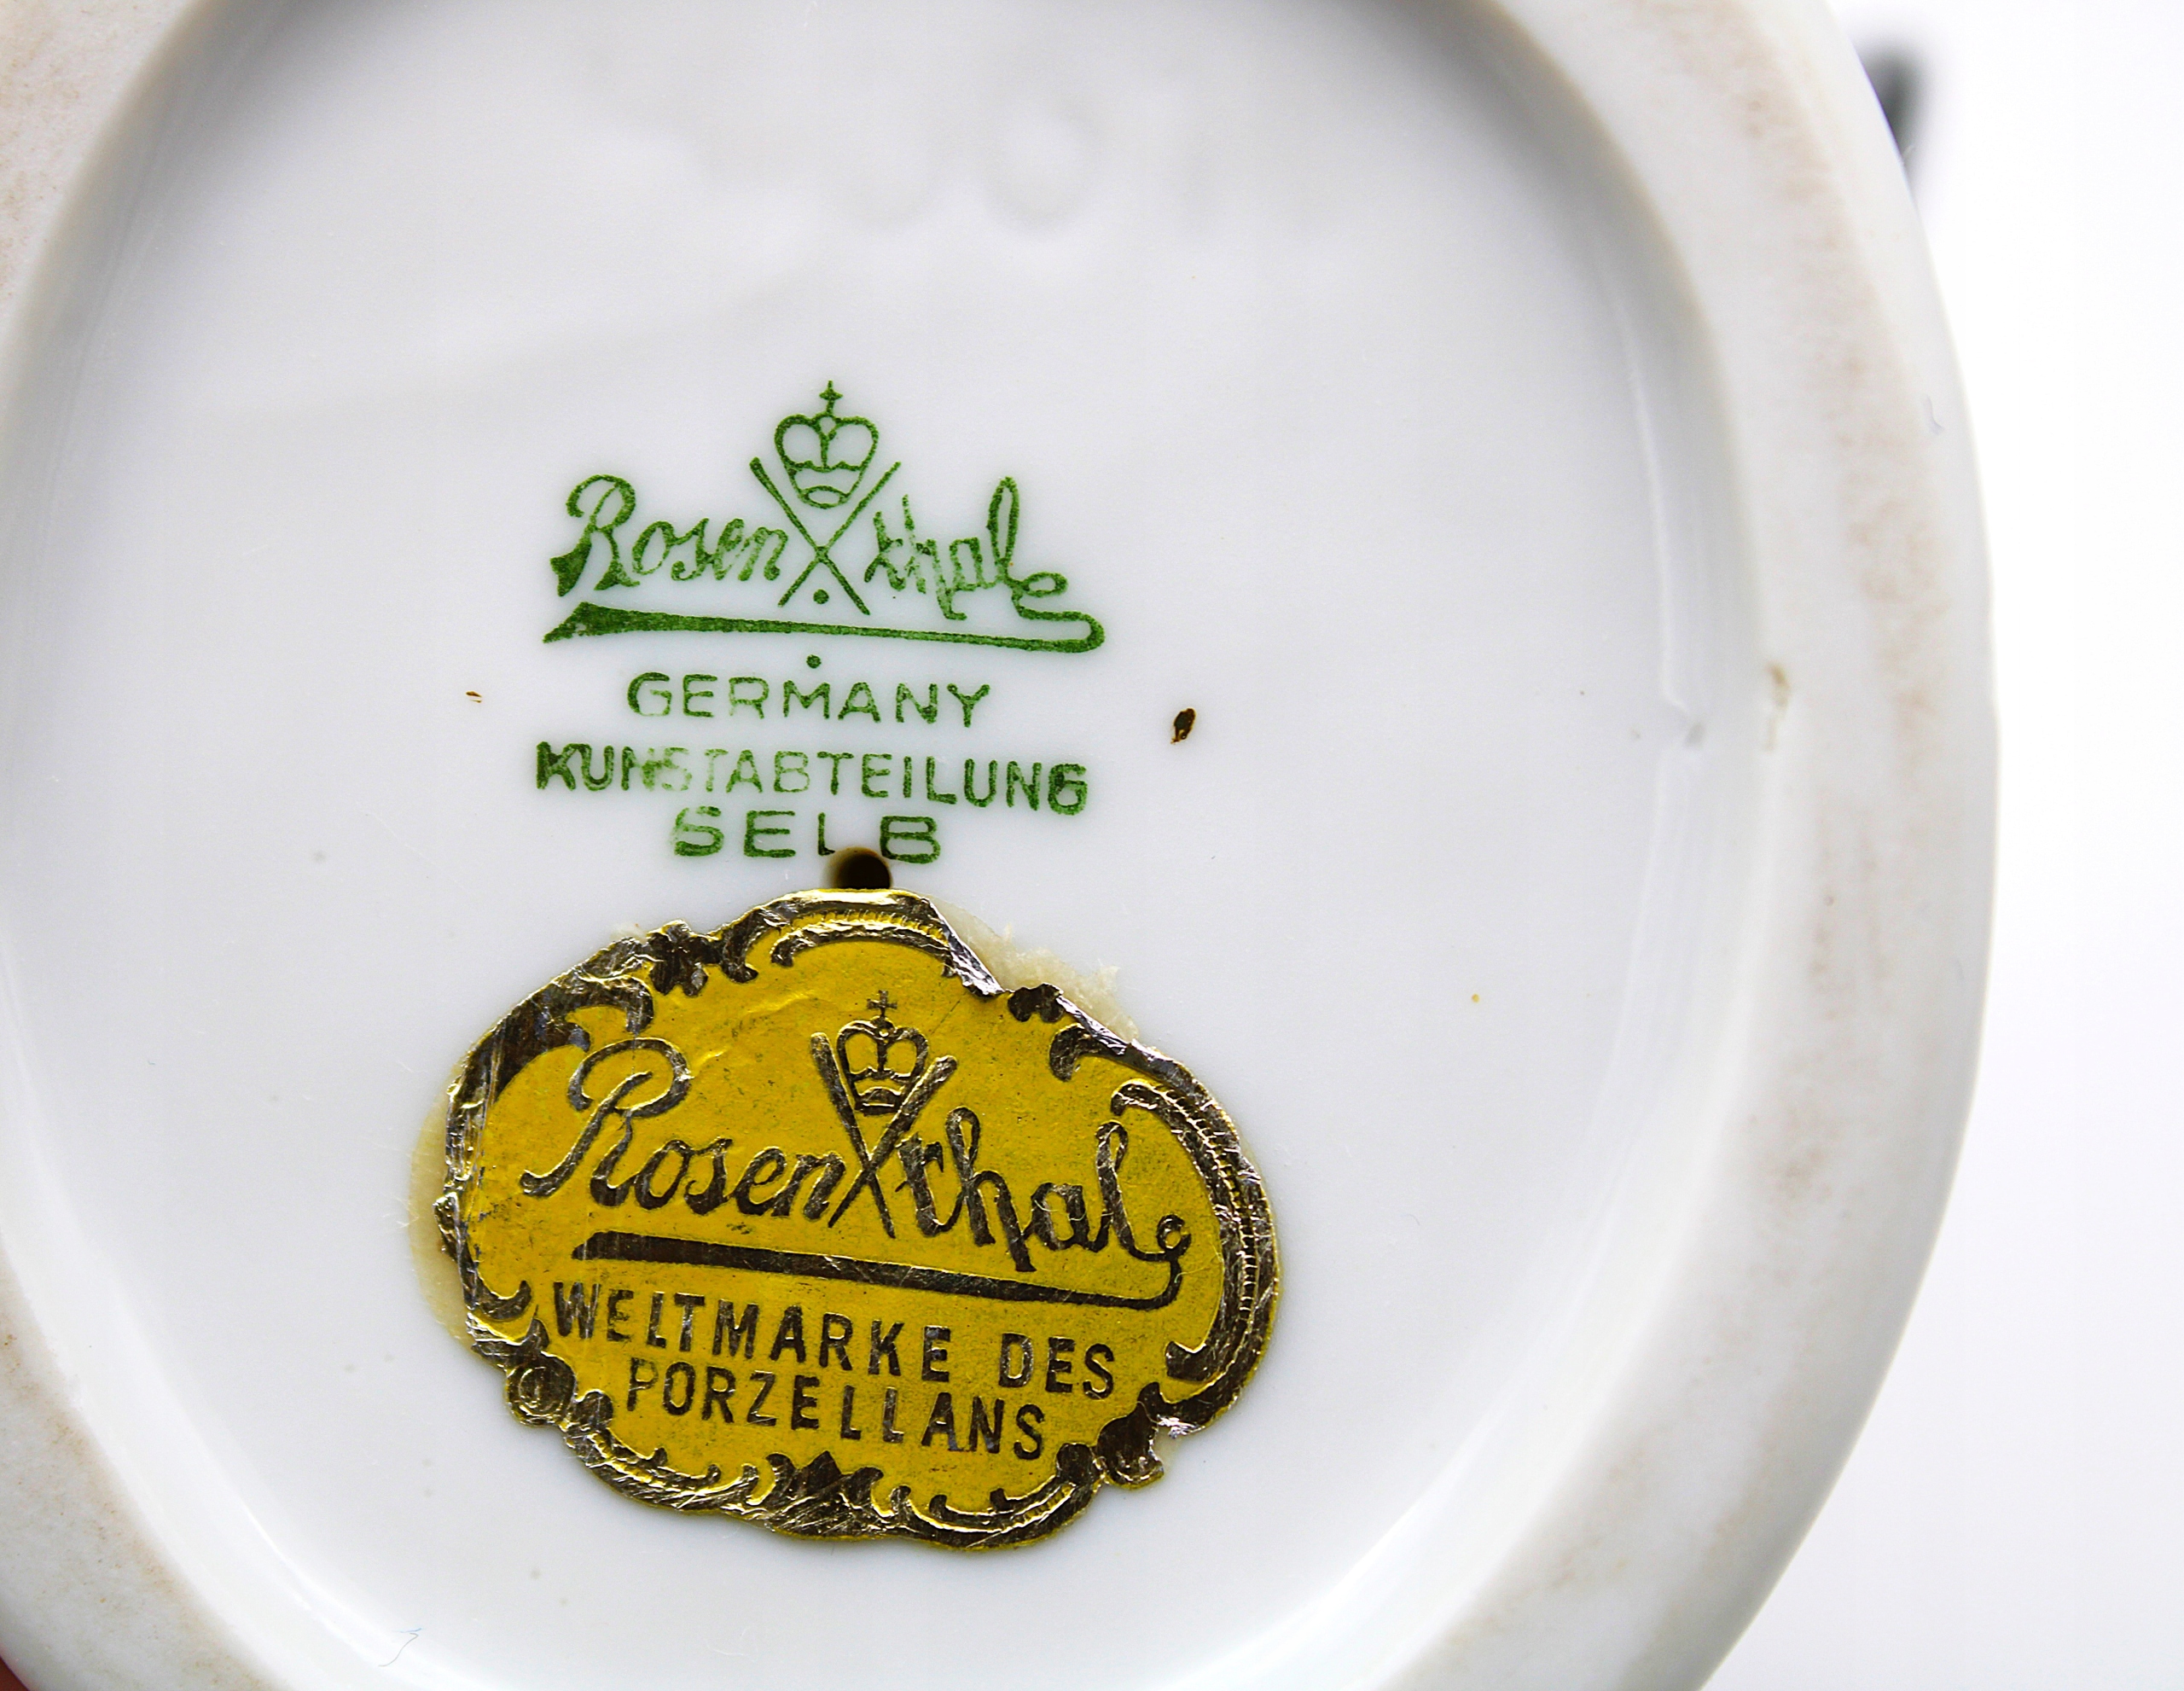 Rosenthal
GERMANY
KUNSTABTEILUNG
SELB
Rosenthal
WELTMARKE DES
PORZELLANS